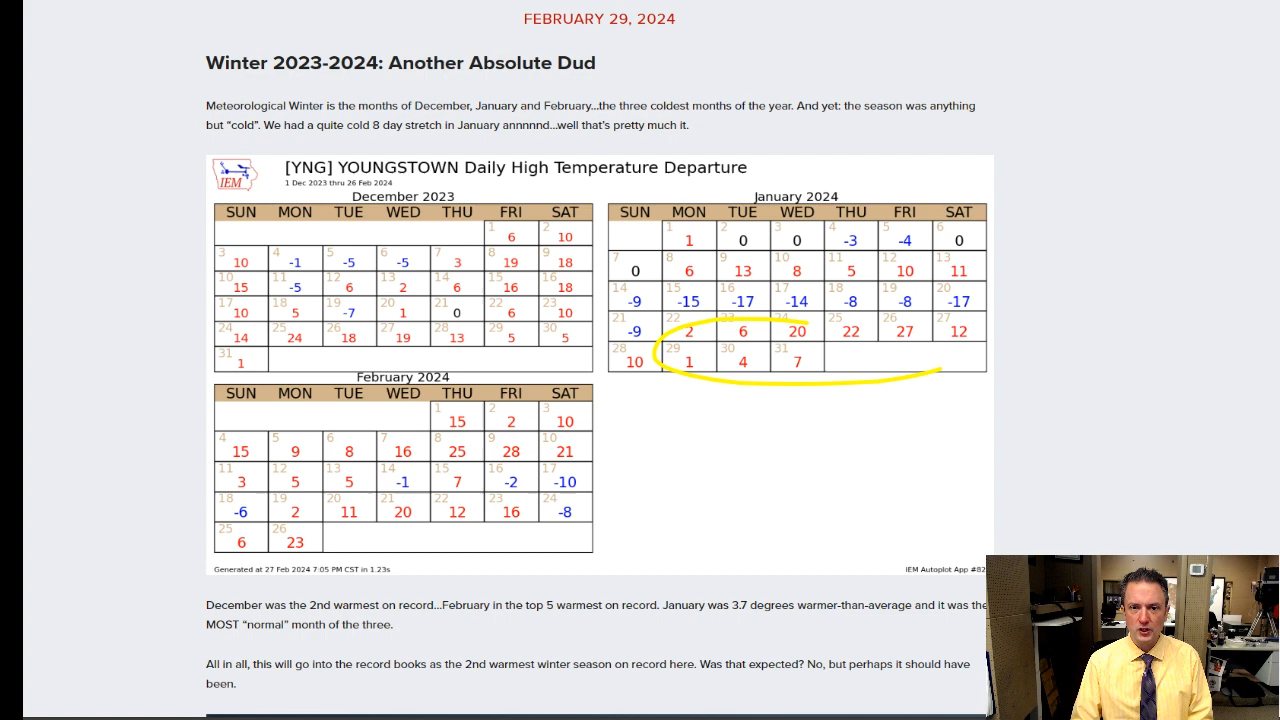 FEBRUARY 29, 2024
Winter 2023-2024: Another Absolute Dud
Meteorological Winter is the months of December, January and February...the three coldest months of the year. And yet: the season was anything
but “cold”. We had a quite cold 8 day stretch in January annnnnd...well that’s pretty much it.
IEM
[YNG] YOUNGSTOWN Daily High Temperature Departure
1 Dec 2023 thru 26 Feb 2024
December 2023
SUN MON TUE WED THU FRI SAT
1 2
6 10
3 4 5 6 7 8 9
10 -1 -5 -5 3 19 18
10 11 12 13 14 15 16
15 -5 6 2 6 16 18
17 18 19 20 21 22 23
10 5 -7 1 0 6 10
24 25 26 27 28 29 30
14 24 18 19 13 5 5
31
1
January 2024
SUN MON TUE WED THU FRI SAT
1 2 3 4 5 6
1 0 0 -3 -4 0
7 8 9 10 11 12 13
0 6 13 8 5 10 11
14 15 16 17 18 19 20
-9 -15 -17 -14 -8 -8 -17
21 22 23 24 25 26 27
-9 2 6 20 22 27 12
28 29 30 31
10 1 4 7
February 2024
SUN MON TUE WED THU FRI SAT
1 2 3
15 2 10
4 5 6 7 8 9 10
15 9 8 16 25 28 21
11 12 13 14 15 16 17
3 5 5 -1 7 -2 -10
18 19 20 21 22 23 24
-6 2 11 20 12 16 -8
25 26
6 23
Generated at 27 Feb 2024 7:05 PM CST in 1.23s
IEM Autoplot App #82
December was the 2nd warmest on record...February in the top 5 warmest on record. January was 3.7 degrees warmer-than-average and it was the
MOST “normal” month of the three.
All in all, this will go into the record books as the 2nd warmest winter season on record here. Was that expected? No, but perhaps it should have
been.